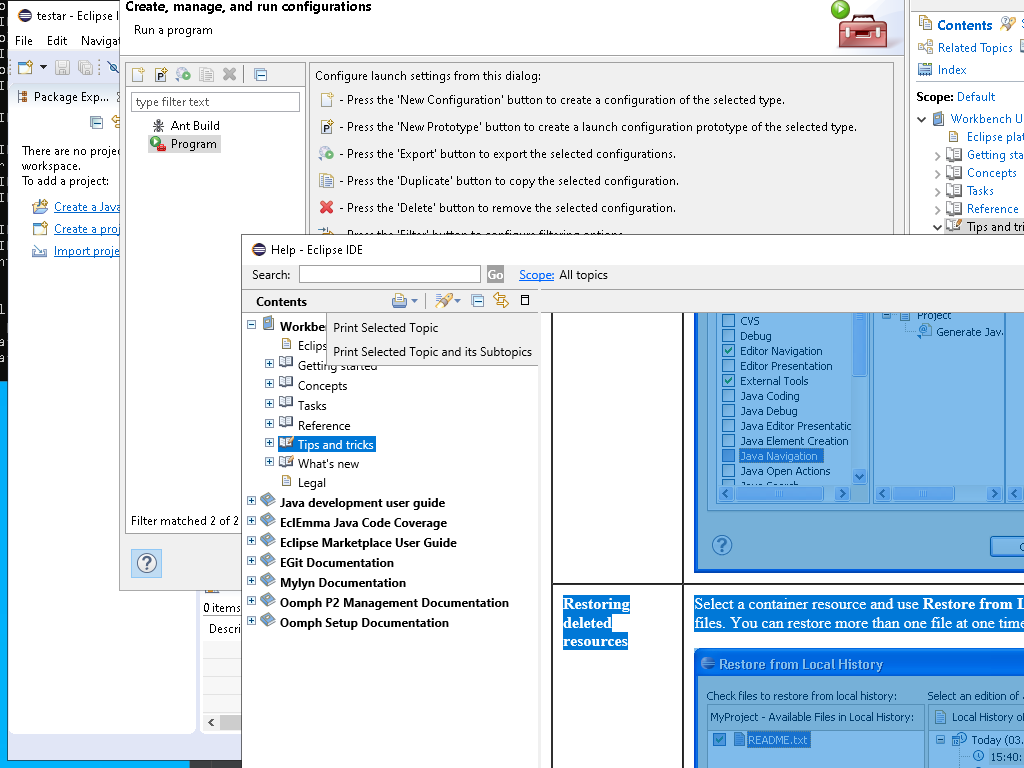 testar - Eclipse I
File Edit Navigat
Package Exp...
There are no proje
workspace.
To add a project:
Create a Java
Create a proj
Import proje
0 items
Descri
Create, manage, and run configurations
Run a program
type filter text
Ant Build
Program
Filter matched 2 of 2
Configure launch settings from this dialog:
- Press the 'New Configuration' button to create a configuration of the selected type.
- Press the 'New Prototype' button to create a launch configuration prototype of the selected type.
- Press the 'Export' button to export the selected configurations.
- Press the 'Duplicate' button to copy the selected configuration.
- Press the 'Delete' button to remove the selected configuration.
- Press the 'Filter' button to configure filtering options.
Contents
Related Topics
Index
Scope: Default
Workbench U
Eclipse plat
Getting sta
Concepts
Tasks
Reference
Tips and tri
Help - Eclipse IDE
Search:
Go
Scope: All topics
Contents
Print Selected Topic
Print Selected Topic and its Subtopics
Workbe
Eclips
Getting started
Concepts
Tasks
Reference
Tips and tricks
What's new
Legal
Java development user guide
EclEmma Java Code Coverage
Eclipse Marketplace User Guide
EGit Documentation
Mylyn Documentation
Oomph P2 Management Documentation
Oomph Setup Documentation
CVS
Debug
Editor Navigation
Editor Presentation
External Tools
Java Coding
Java Debug
Java Editor Presentatic
Java Element Creation
Java Navigation
Java Open Actions
Java Search
Project
Generate Jav
Restoring
deleted
resources
Select a container resource and use Restore from L
files. You can restore more than one file at one time
Restore from Local History
Check files to restore from local history:
Select an edition of
MyProject - Available Files in Local History:
Local History of
README.txt
Today (03.
15:40: